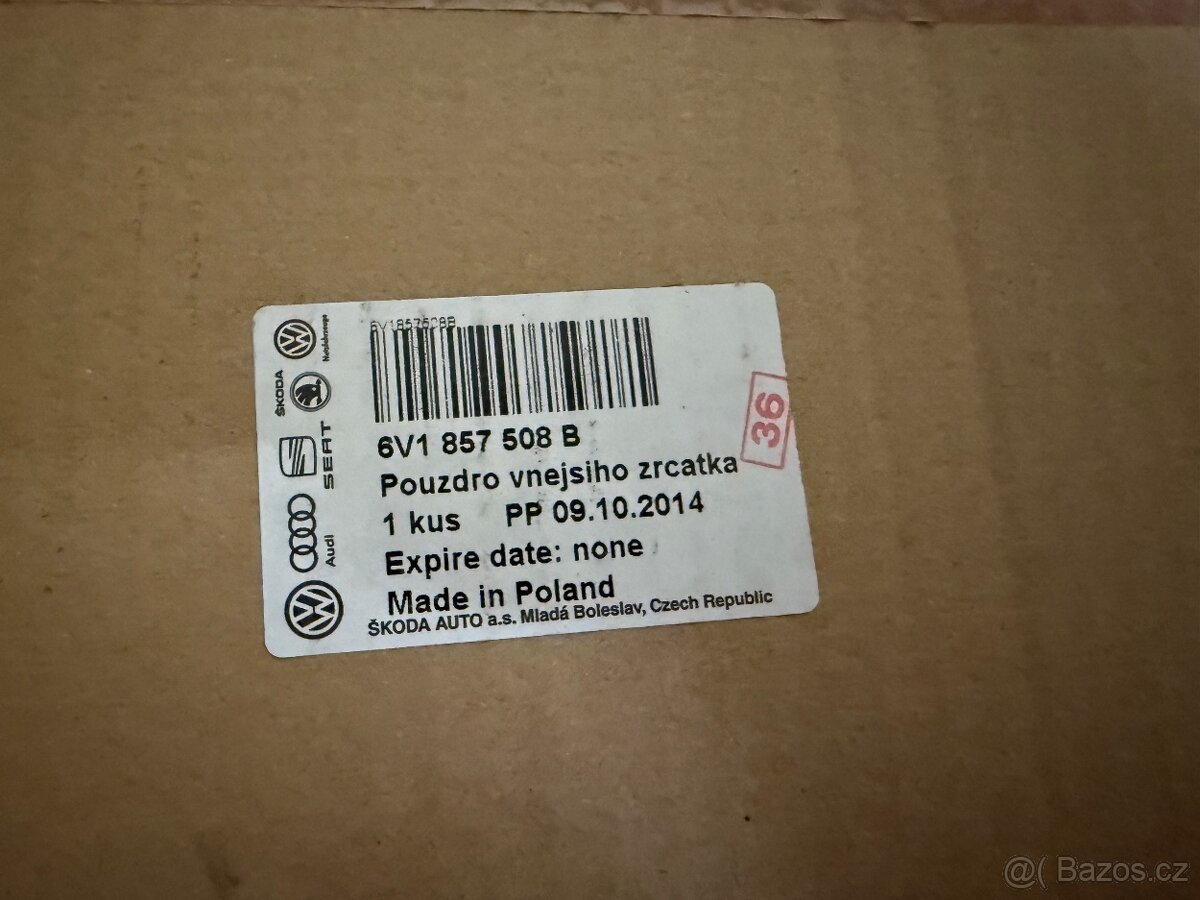 6V1857508B
6V1 857 508 B
Pouzdro vnejsiho zrcatka
1 kus PP 09.10.2014
Expire date: none
Made in Poland
ŠKODA AUTO a.s. Mladá Boleslav, Czech Republic
Nutzfahrzeuge
ŠKODA
SEAT
Audi
36
@( Bazos.cz